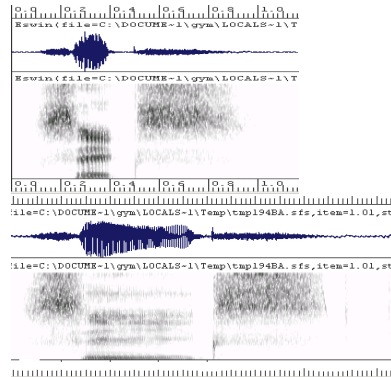 0.0 0.2 0.4 0.6 0.8 1.0
Eswin(file=C:\DOCUME~1\gym\LOCALS~1\T
Eswin(file=C:\DOCUME~1\gym\LOCALS~1\T
0.0 0.2 0.4 0.6 0.8 1.0
ile=C:\DOCUME~1\gym\LOCALS~1\Temp\tmp194BA.sfs,item=1.01,st
ile=C:\DOCUME~1\gym\LOCALS~1\Temp\tmp194BA.sfs,item=1.01,st